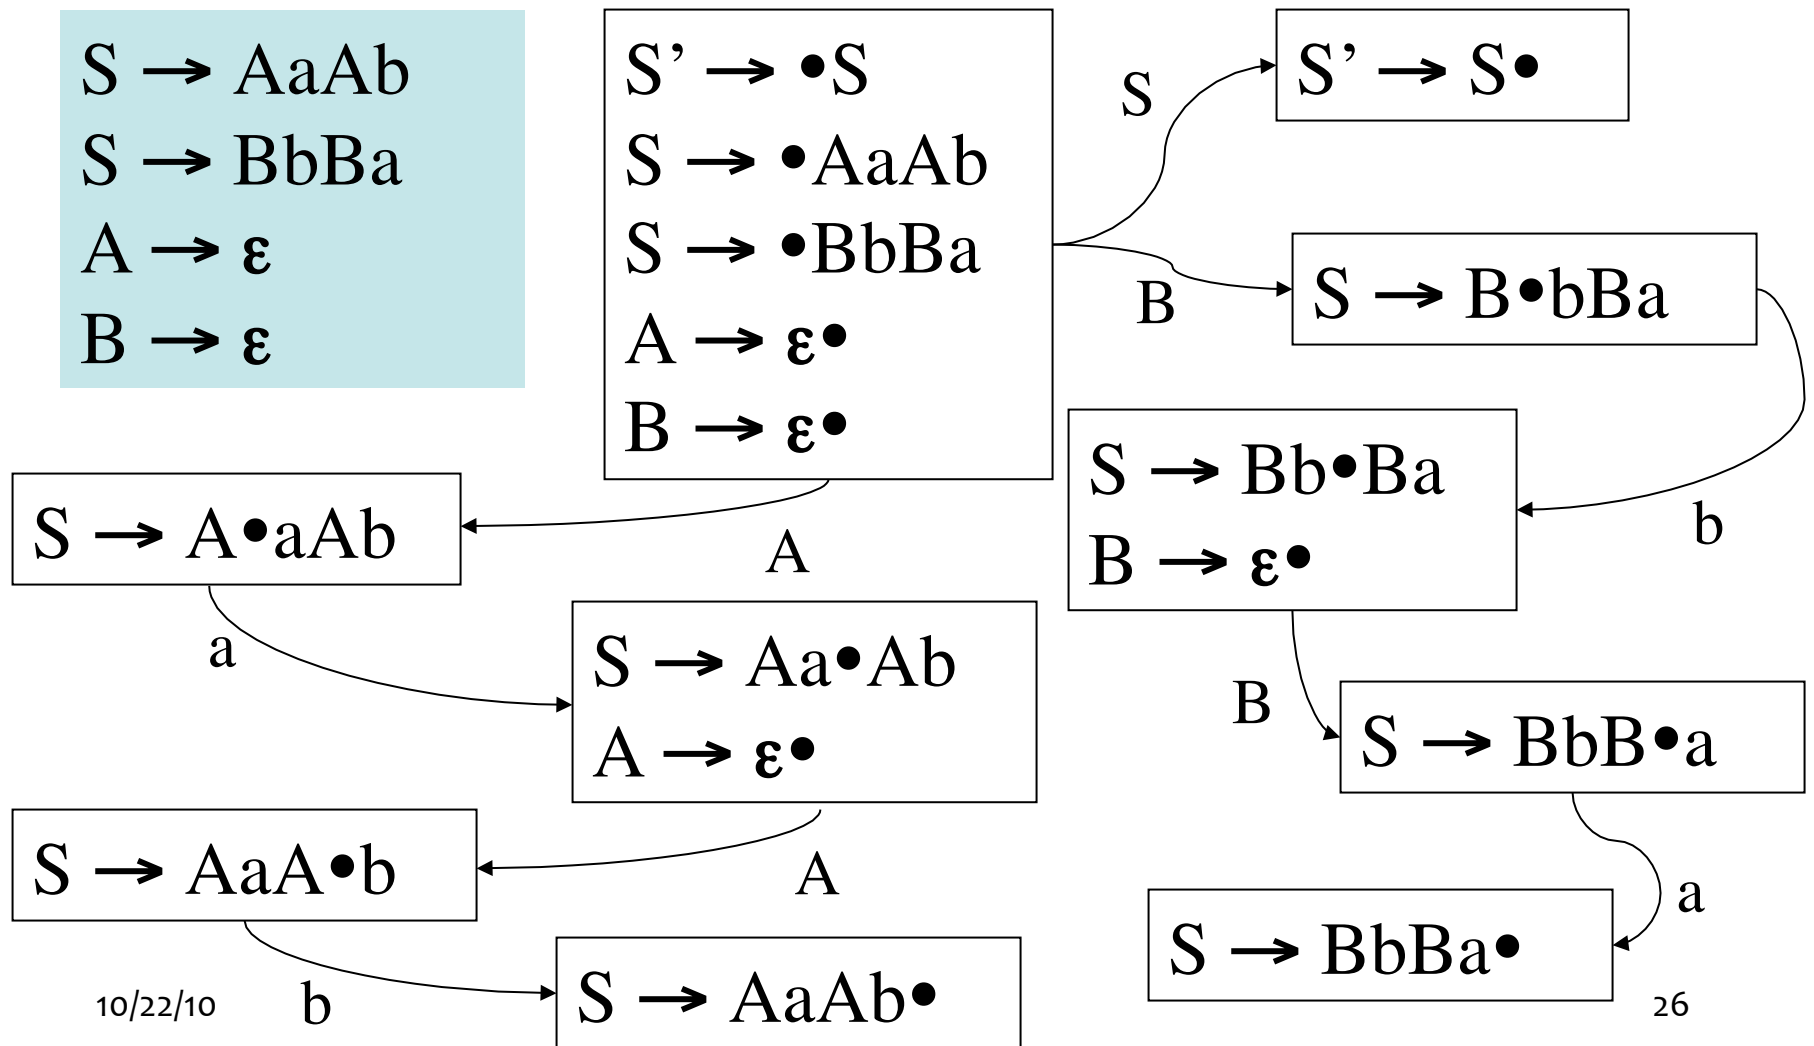 S → AaAb
S → BbBa
A → ε
B → ε
S’ → •S
S → •AaAb
S → •BbBa
A → ε•
B → ε•
S
S’ → S•
B
S → B•bBa
b
S → Bb•Ba
B → ε•
A
S → A•aAb
a
S → Aa•Ab
A → ε•
B
S → BbB•a
A
S → AaA•b
a
S → BbBa•
b
S → AaAb•
10/22/10
26